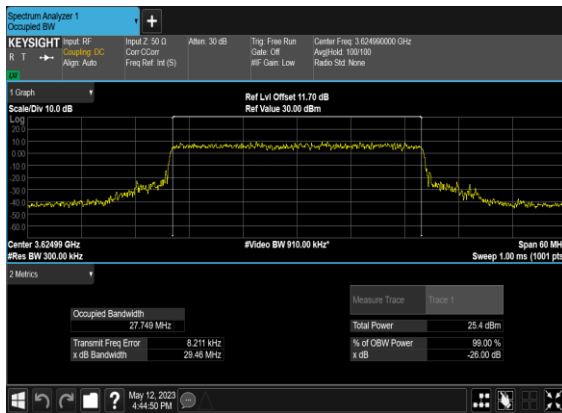 Spectrum Analyzer 1
Occupied BW
KEYSIGHT
R T
LXI
Input: RF
Coupling: DC
Align: Auto
Input Z: 50 Ω
Corr CCorr
Freq Ref: Int (S)
Atten: 30 dB
Trig: Free Run
Gate: Off
#IF Gain: Low
Center Freq: 3.624990000 GHz
Avg|Hold: 100/100
Radio Std: None
1 Graph
Scale/Div 10.0 dB
Ref Lvl Offset 11.70 dB
Ref Value 30.00 dBm
Log
20.0
10.0
0.00
-10.0
-20.0
-30.0
-40.0
-50.0
-60.0
Center 3.62499 GHz
#Video BW 910.00 kHz*
Span 60 MH
#Res BW 300.00 kHz
Sweep 1.00 ms (1001 pts
2 Metrics
Measure Trace
Trace 1
Occupied Bandwidth
27.749 MHz
Total Power
25.4 dBm
Transmit Freq Error
8.211 kHz
% of OBW Power
99.00 %
x dB Bandwidth
29.46 MHz
x dB
-26.00 dB
May 12, 2023
4:44:50 PM